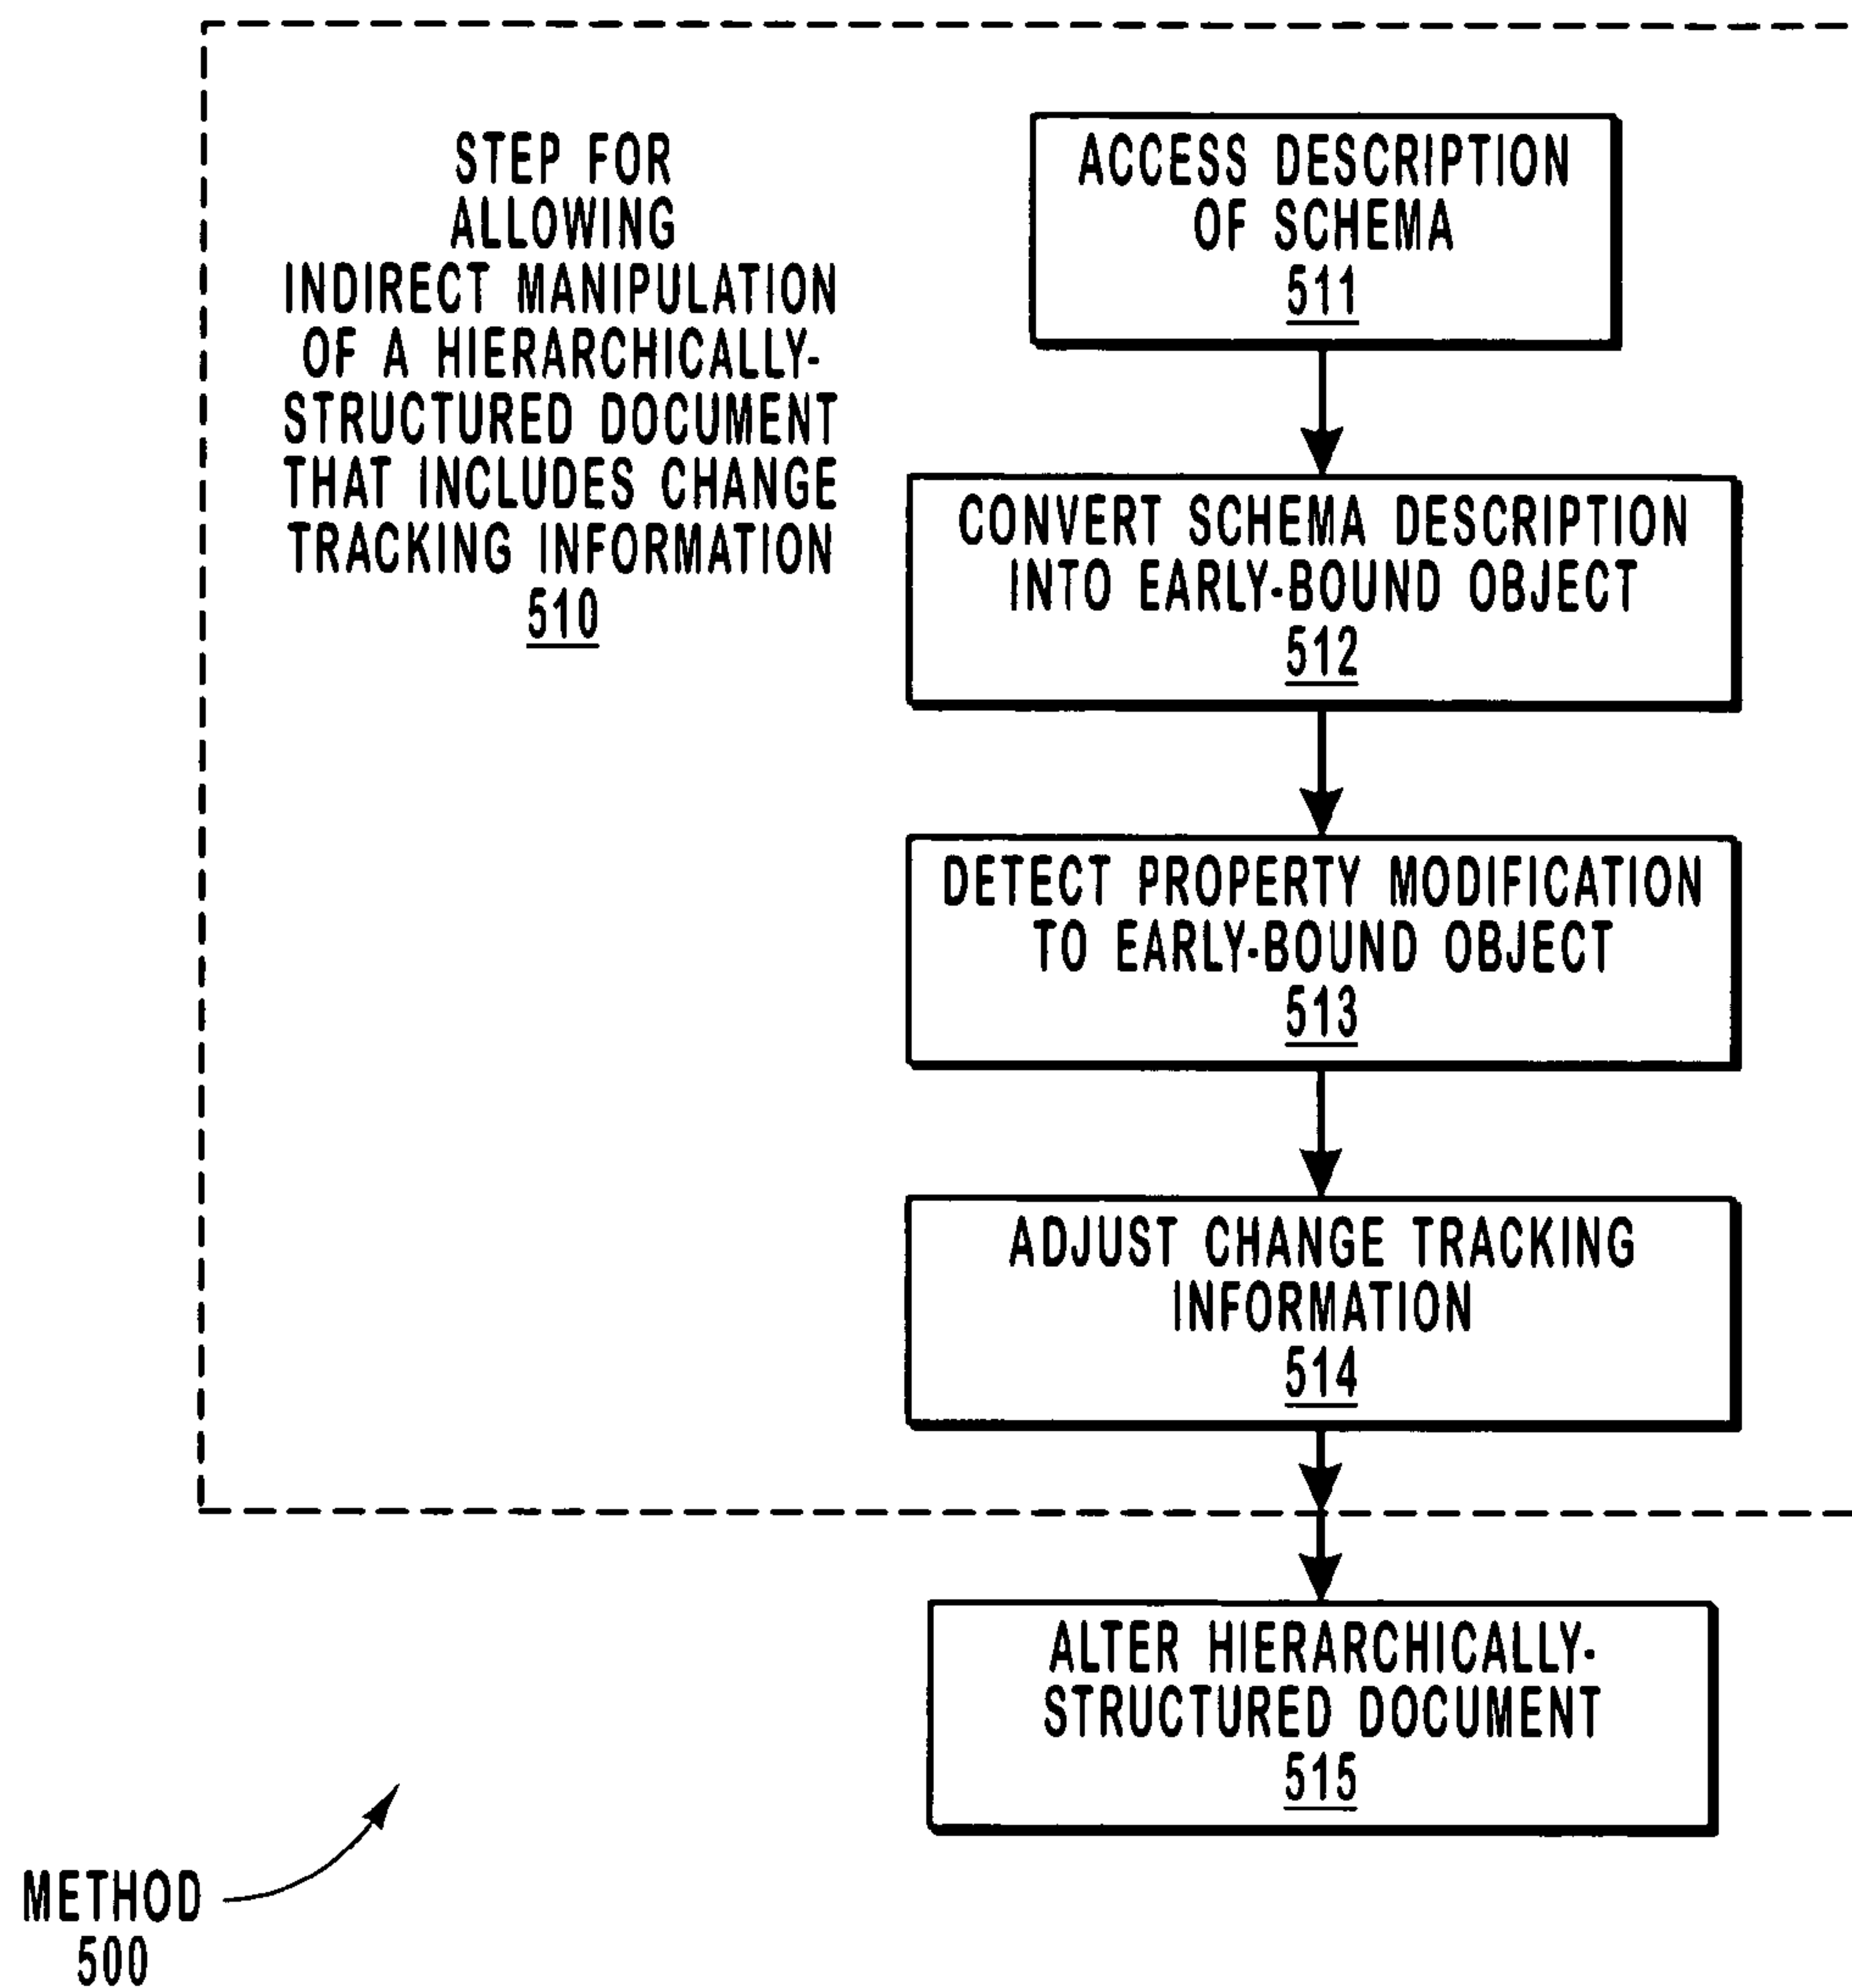 STEP FOR
ALLOWING
INDIRECT MANIPULATION
OF A HIERARCHICALLY-
STRUCTURED DOCUMENT
THAT INCLUDES CHANGE
TRACKING INFORMATION
510
ACCESS DESCRIPTION
OF SCHEMA
511
CONVERT SCHEMA DESCRIPTION
INTO EARLY-BOUND OBJECT
512
DETECT PROPERTY MODIFICATION
TO EARLY-BOUND OBJECT
513
ADJUST CHANGE TRACKING
INFORMATION
514
ALTER HIERARCHICALLY-
STRUCTURED DOCUMENT
515
METHOD
500